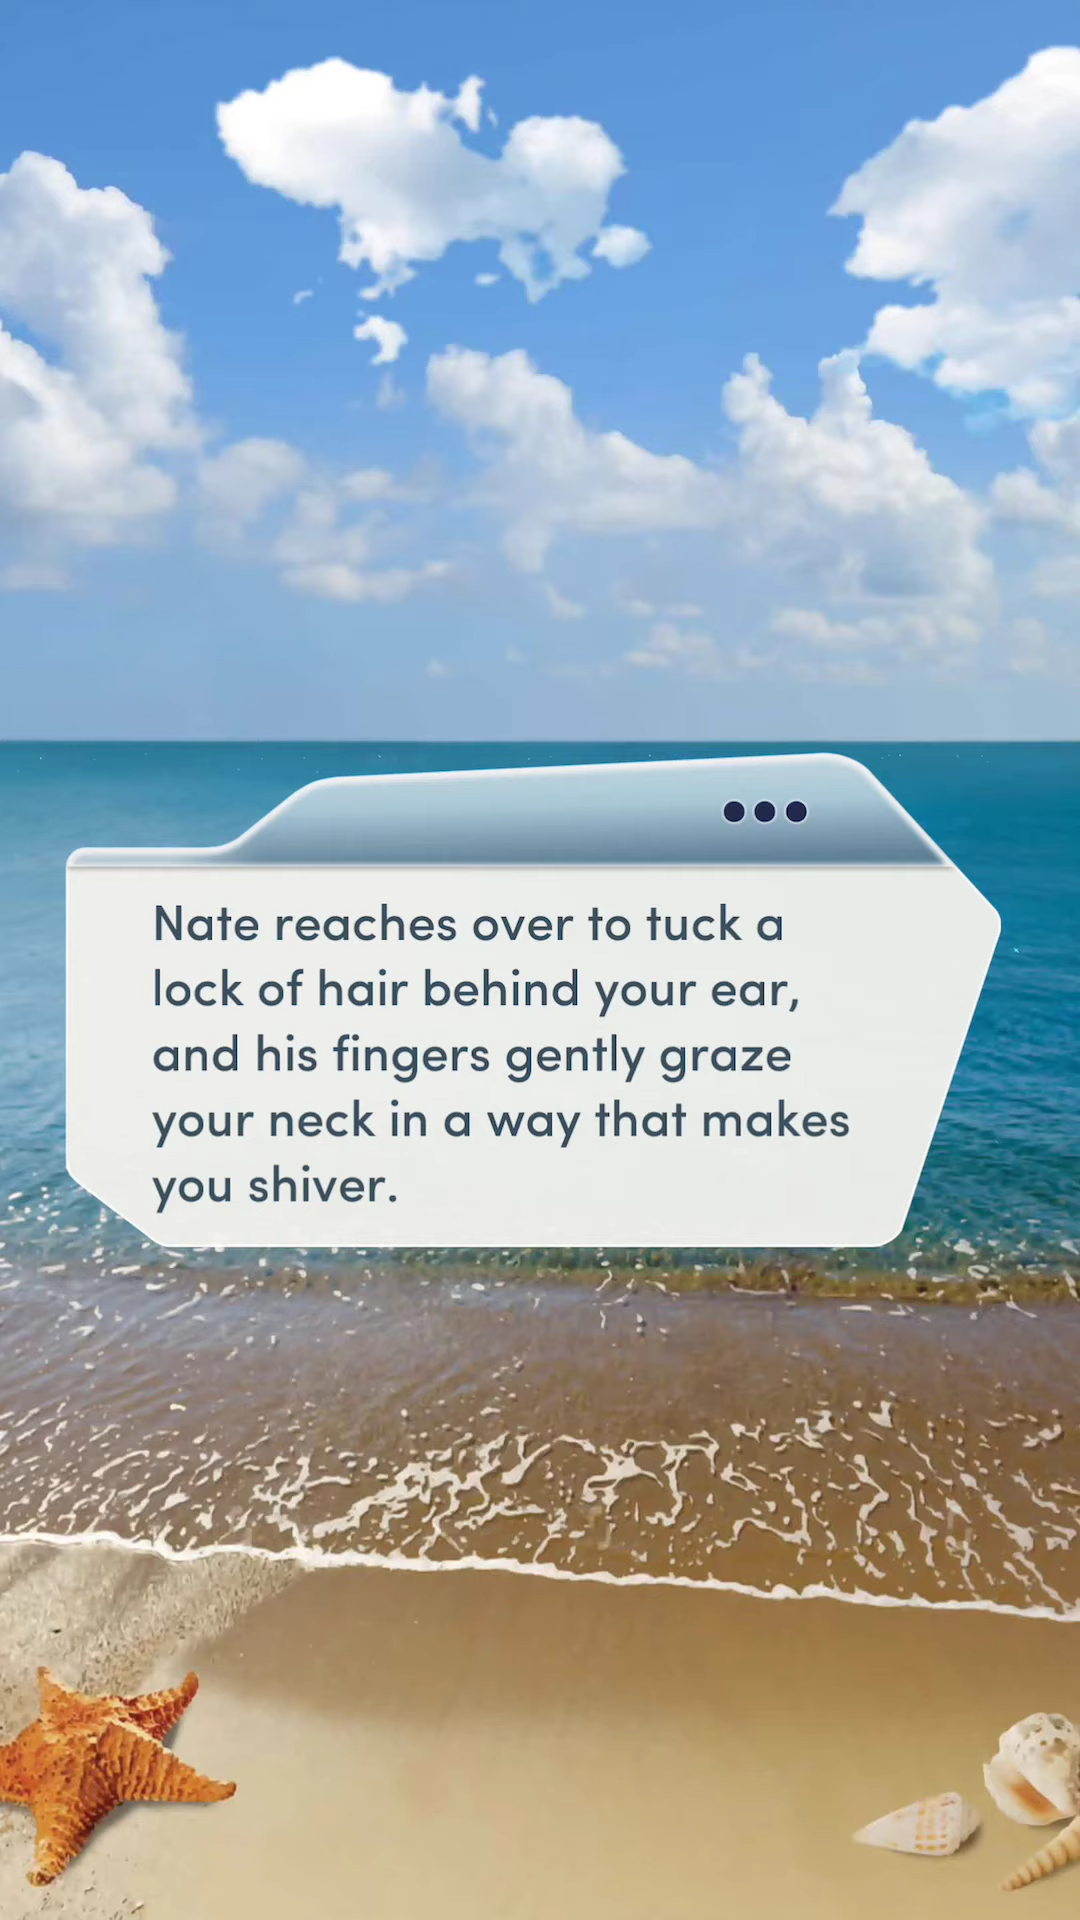 Nate reaches over to tuck a
lock of hair behind your ear,
and his fingers gently graze
your neck in a way that makes
you shiver.